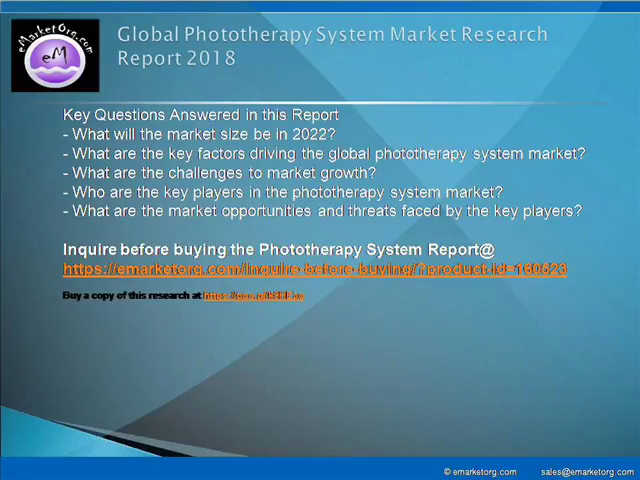 eMarketOrg.com
eM
Global Phototherapy System Market Research
Report 2018
Key Questions Answered in this Report
- What will the market size be in 2022?
- What are the key factors driving the global phototherapy system market?
- What are the challenges to market growth?
- Who are the key players in the phototherapy system market?
- What are the market opportunities and threats faced by the key players?
Inquire before buying the Phototherapy System Report@
https://emarketorg.com/inquire-before-buying/?product-id=160623
Buy a copy of this research at
© emarketorg.com sales@emarketorg.com